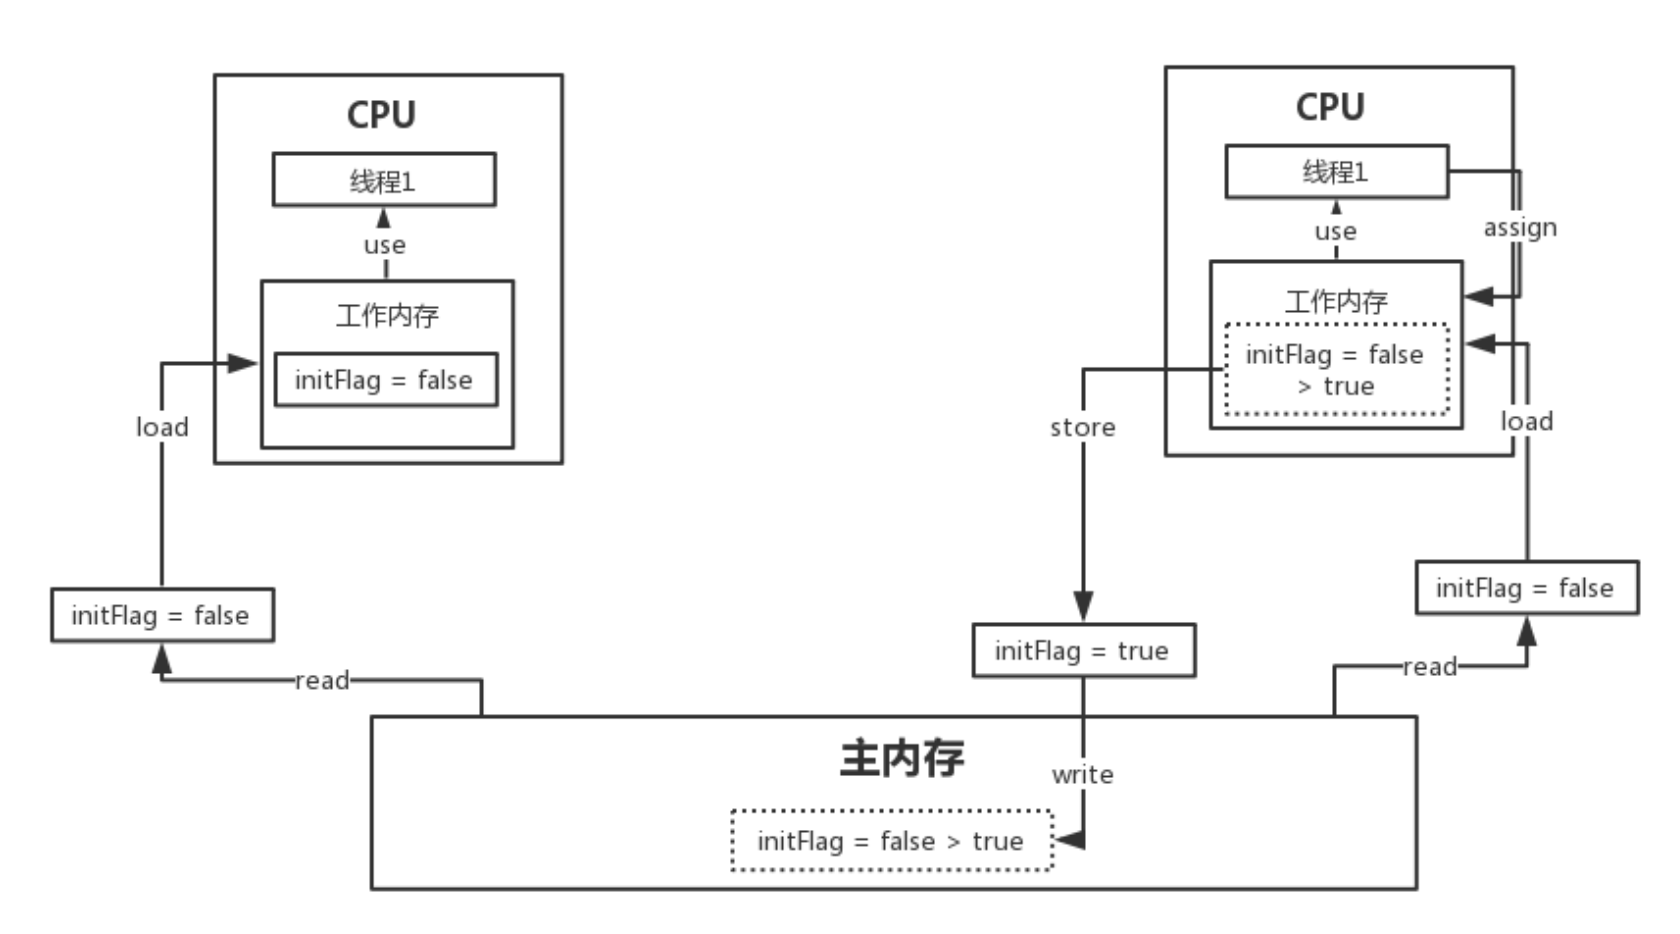 CPU
线程1
use
工作内存
initFlag = false
load
initFlag = false
read
CPU
线程1
assign
use
工作内存
initFlag = false
> true
store
load
initFlag = false
initFlag = true
read
主内存
write
initFlag = false > true